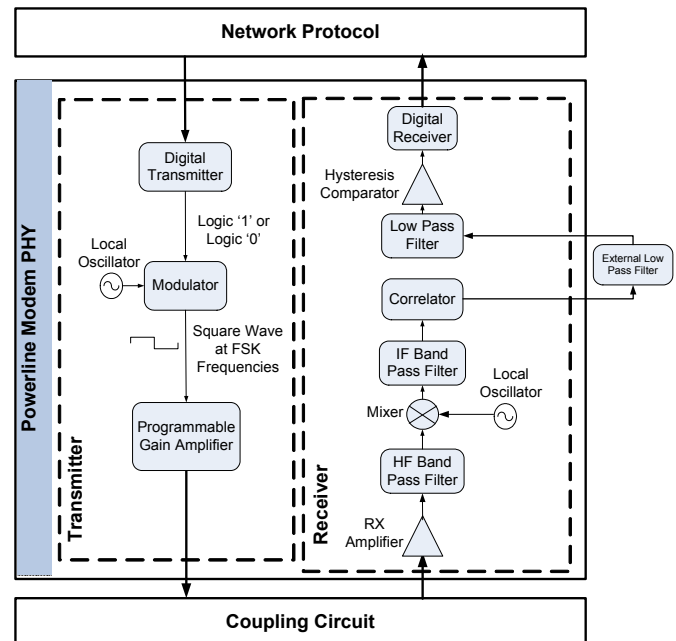 Network Protocol
Powerline Modem PHY
Transmitter
Digital
Transmitter
Logic ‘1’ or
Logic ‘0’
Local
Oscillator
Modulator
Square Wave
at FSK
Frequencies
Programmable
Gain Amplifier
Receiver
Digital
Receiver
Hysteresis
Comparator
Low Pass
Filter
External Low
Pass Filter
Correlator
IF Band
Pass Filter
Local
Oscillator
Mixer
HF Band
Pass Filter
RX
Amplifier
Coupling Circuit